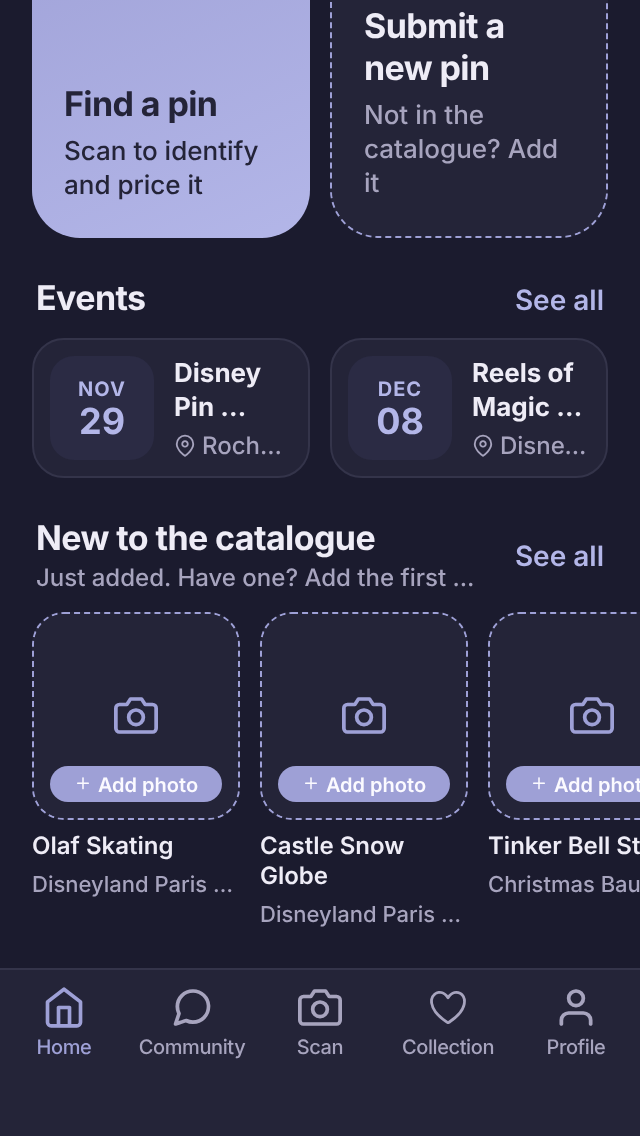 Find a pin
Scan to identify
and price it
Submit a
new pin
Not in the
catalogue? Add
it
Events
See all
NOV
29
Disney
Pin ...
Roch...
DEC
08
Reels of
Magic ...
Disne...
New to the catalogue
See all
Just added. Have one? Add the first ...
+ Add photo
+ Add photo
+ Add phot
Olaf Skating
Disneyland Paris ...
Castle Snow
Globe
Disneyland Paris ...
Tinker Bell St
Christmas Bau
Home
Community
Scan
Collection
Profile